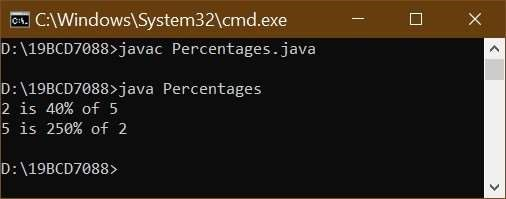 C:\Windows\System32\cmd.exe
D:\19BCD7088>javac Percentages.java
D:\19BCD7088>java Percentages
2 is 40% of 5
5 is 250% of 2
D:\19BCD7088>